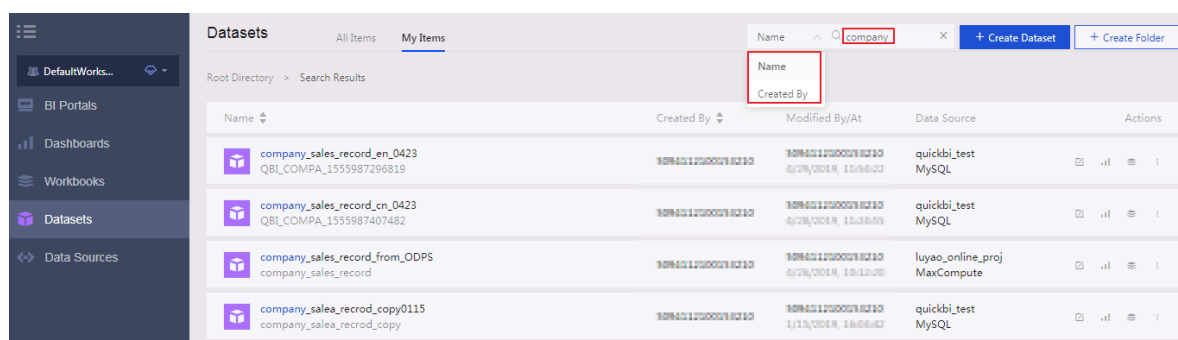 Datasets
All Items
My Items
Name
company
×
+ Create Dataset
+ Create Folder
DefaultWorks...
BI Portals
Dashboards
Workbooks
Datasets
Data Sources
Root Directory > Search Results
Name
Created By
Name
Created By
Modified By/At
Data Source
Actions
company_sales_record_en_0423
QBI_COMPA_1555987296819
quickbi_test
MySQL
company_sales_record_cn_0423
QBI_COMPA_1555987407482
quickbi_test
MySQL
company_sales_record_from_ODPS
company_sales_record
luyao_online_proj
MaxCompute
company_salea_recrod_copy0115
company_salea_recrod_copy
quickbi_test
MySQL